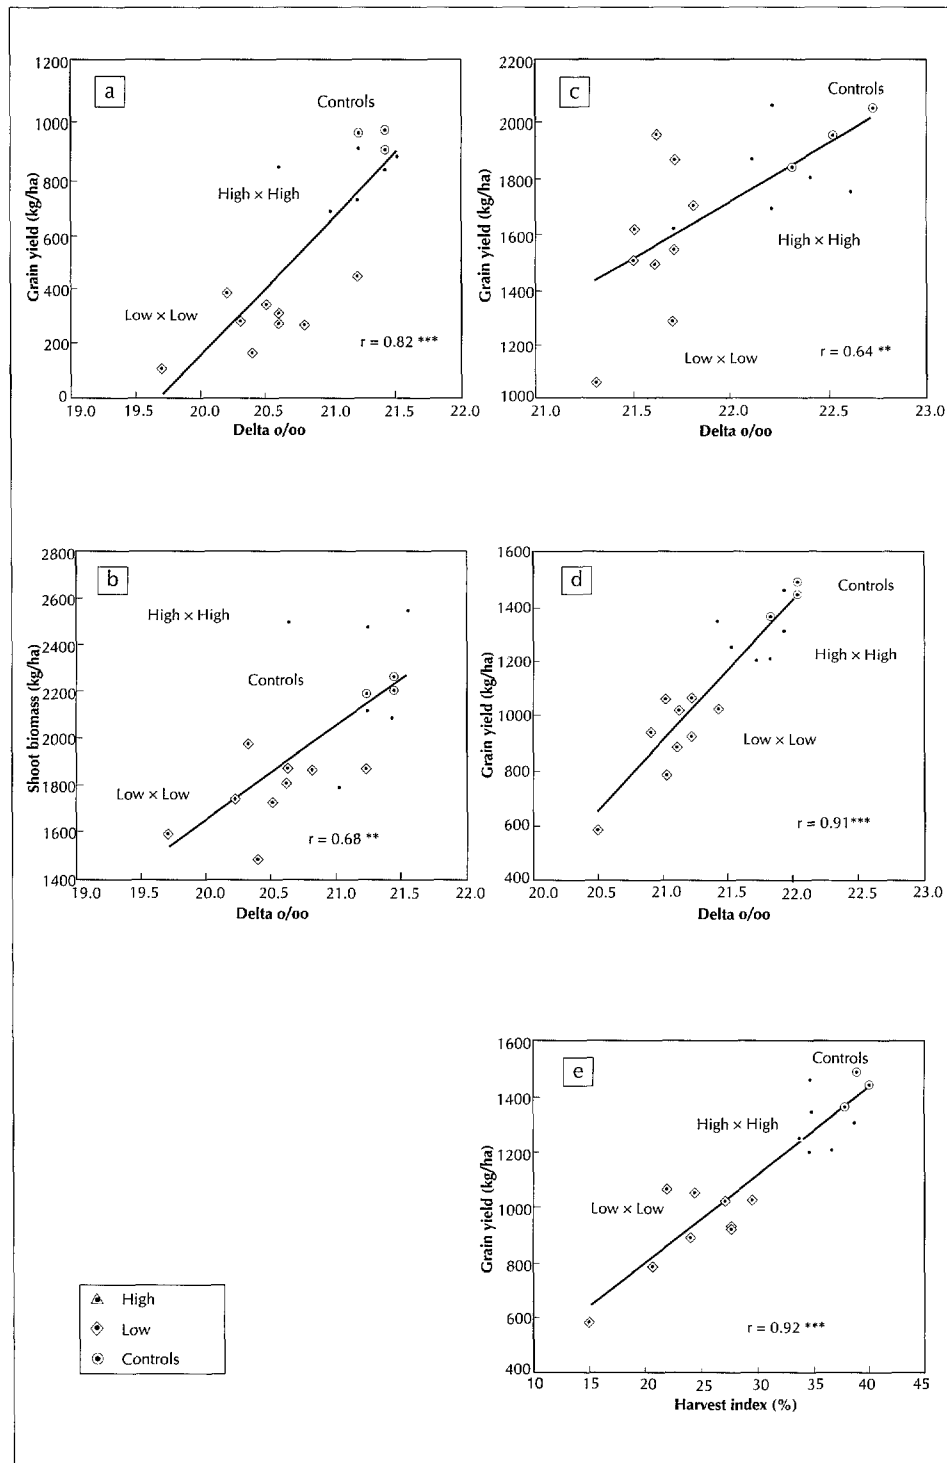 a
1200
1000
800
600
400
200
0
Grain yield (kg/ha)
Controls
High × High
Low × Low
r = 0.82 ***
19.0 20.0 20.5 21.0 21.5 22.0
Delta o/oo
c
2200
2000
1800
1600
1400
1200
1000
Grain yield (kg/ha)
Controls
High × High
Low × Low
r = 0.64 **
21.0 21.5 22.0 22.5 23.0
Delta o/oo
b
2800
2600
2400
2200
2000
1800
1600
1400
Shoot biomass (kg/ha)
High × High
Controls
Low × Low
r = 0.68 **
19.0 19.5 20.0 20.5 21.0 21.5 22.0
Delta o/oo
d
1600
1400
1200
1000
800
600
400
Grain yield (kg/ha)
Controls
High × High
Low × Low
r = 0.91***
20.0 20.5 21.0 21.5 22.0 23.0
Delta o/oo
e
1600
1400
1200
1000
800
600
400
Grain yield (kg/ha)
Controls
High × High
Low × Low
r = 0.92 ***
10 15 20 25 30 35 40 45
Harvest index (%)
High
Low
Controls